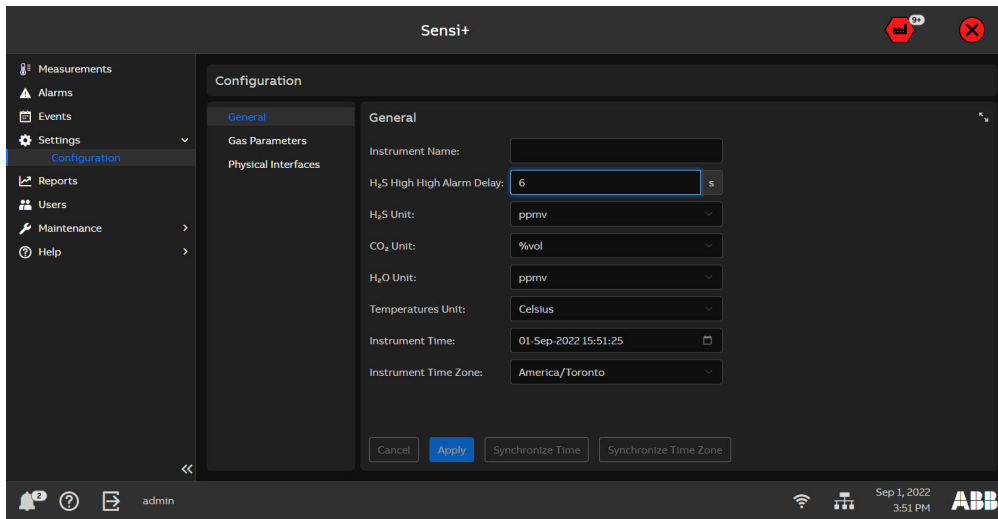 Sensi+
9+
Measurements
Alarms
Events
Settings
Configuration
Reports
Users
Maintenance
Help
Configuration
General
Gas Parameters
Physical Interfaces
General
Instrument Name:
H₂S High High Alarm Delay: 6 s
H₂S Unit: ppmv
CO₂ Unit: %vol
H₂O Unit: ppmv
Temperatures Unit: Celsius
Instrument Time: 01-Sep-2022 15:51:25
Instrument Time Zone: America/Toronto
Cancel Apply Synchronize Time Synchronize Time Zone
2
admin
Sep 1, 2022
3:51 PM
ABB